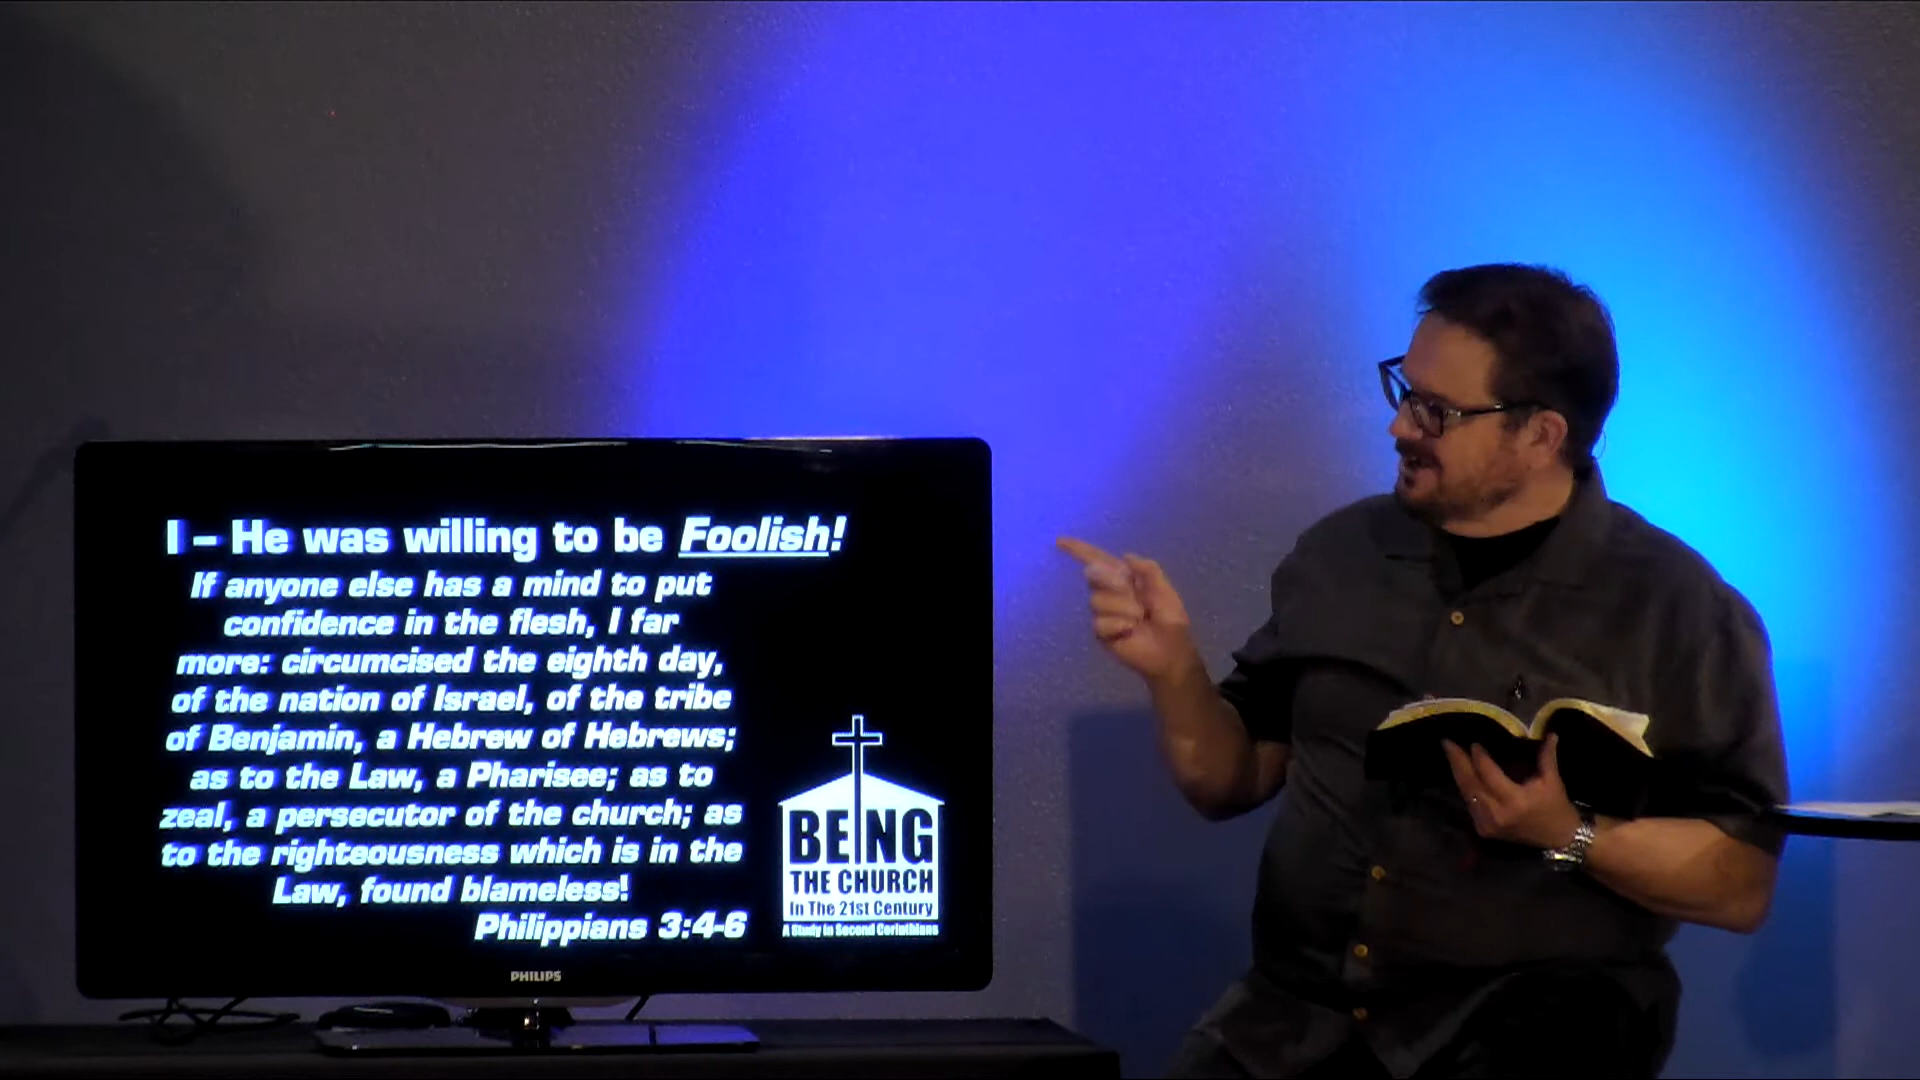 I – He was willing to be Foolish!
If anyone else has a mind to put
confidence in the flesh, I far
more: circumcised the eighth day,
of the nation of Israel, of the tribe
of Benjamin, a Hebrew of Hebrews;
as to the Law, a Pharisee; as to
zeal, a persecutor of the church; as
to the righteousness which is in the
Law, found blameless!
Philippians 3:4-6
BEING
THE CHURCH
In The 21st Century
A Study in Second Corinthians
PHILIPS